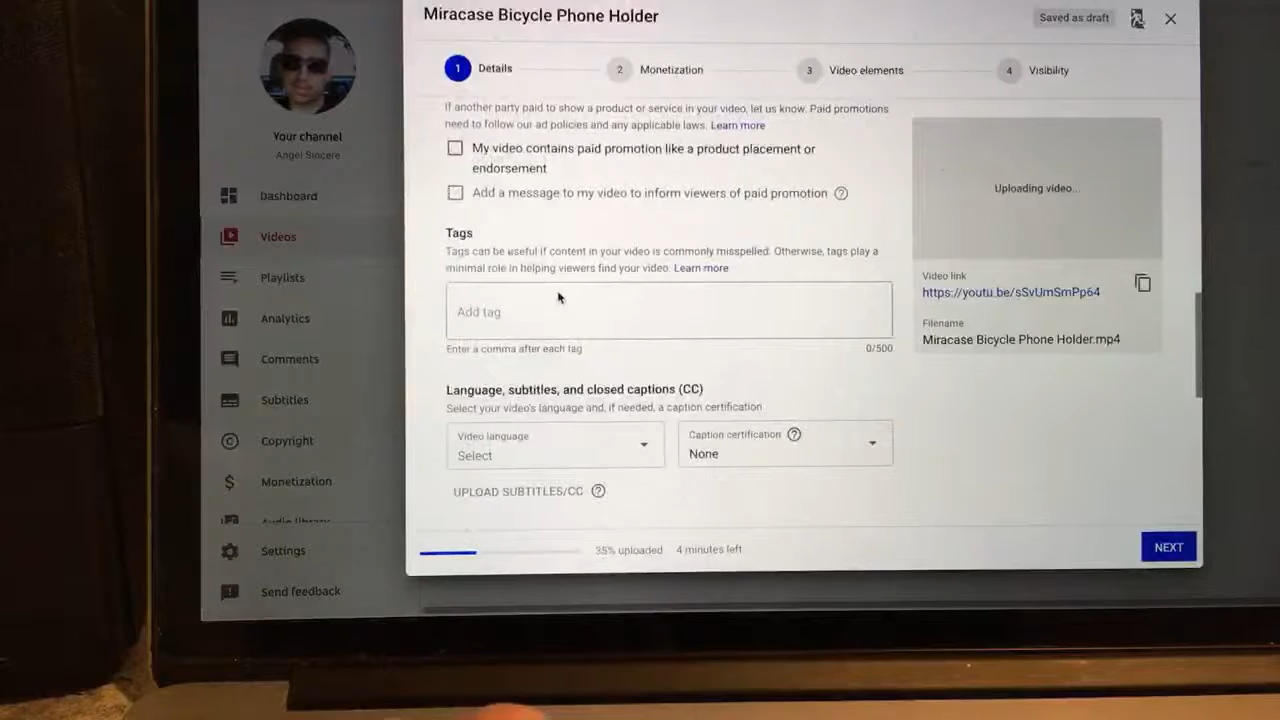 Miracase Bicycle Phone Holder
Saved as draft
1 Details
2 Monetization
3 Video elements
4 Visibility
Your channel
Angel Sincere
Dashboard
Videos
Playlists
Analytics
Comments
Subtitles
Copyright
Monetization
Audio library
Settings
Send feedback
If another party paid to show a product or service in your video, let us know. Paid promotions
need to follow our ad policies and any applicable laws. Learn more
My video contains paid promotion like a product placement or
endorsement
Add a message to my video to inform viewers of paid promotion
Tags
Tags can be useful if content in your video is commonly misspelled. Otherwise, tags play a
minimal role in helping viewers find your video. Learn more
Add tag
Enter a comma after each tag
0/500
Language, subtitles, and closed captions (CC)
Select your video's language and, if needed, a caption certification
Video language
Select
Caption certification
None
UPLOAD SUBTITLES/CC
Uploading video...
Video link
https://youtu.be/sSvUmSmPp64
Filename
Miracase Bicycle Phone Holder.mp4
35% uploaded
4 minutes left
NEXT